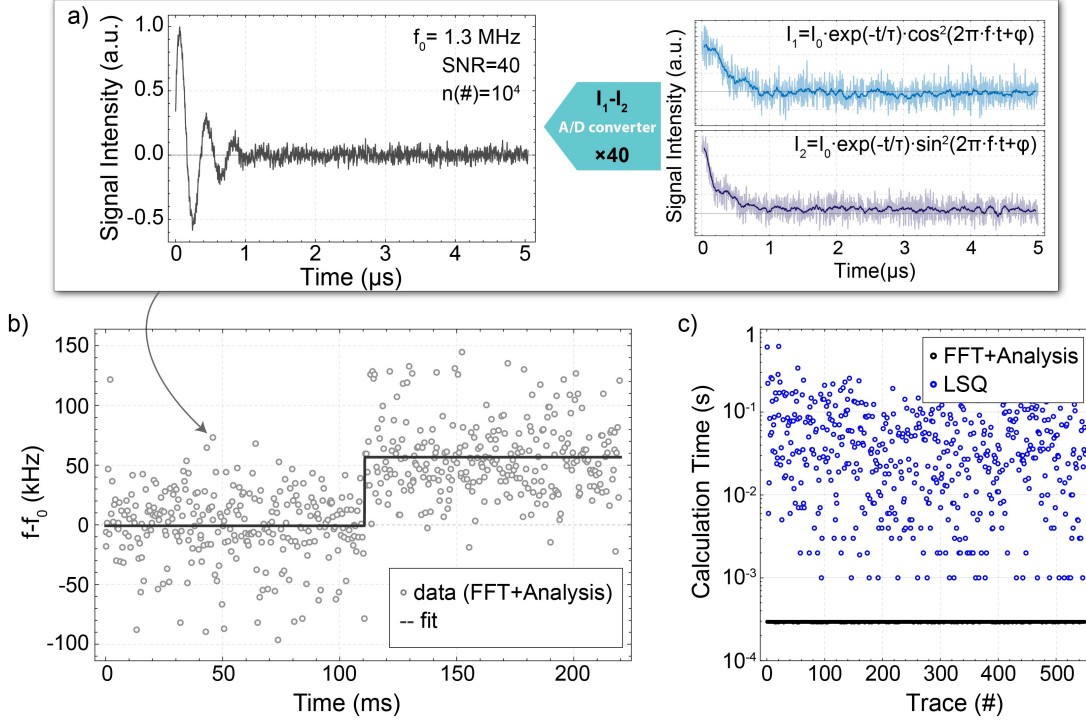 a)
f₀= 1.3 MHz
SNR=40
n(#)=10⁴
1.0
0.5
0.0
-0.5
Signal Intensity (a.u.)
0 1 2 3 4 5
Time (µs)
I₁-I₂
A/D converter
×40
I₁=I₀·exp(-t/τ)·cos²(2π·f·t+φ)
I₂=I₀·exp(-t/τ)·sin²(2π·f·t+φ)
Signal Intensity (a.u.)
0 1 2 3 4 5
Time(µs)
b)
150
100
50
0
-50
-100
f-f₀ (kHz)
data (FFT+Analysis)
-- fit
0 50 100 150 200
Time (ms)
c)
1
10⁻¹
10⁻²
10⁻³
10⁻⁴
Calculation Time (s)
FFT+Analysis
LSQ
0 100 200 300 400 500
Trace (#)